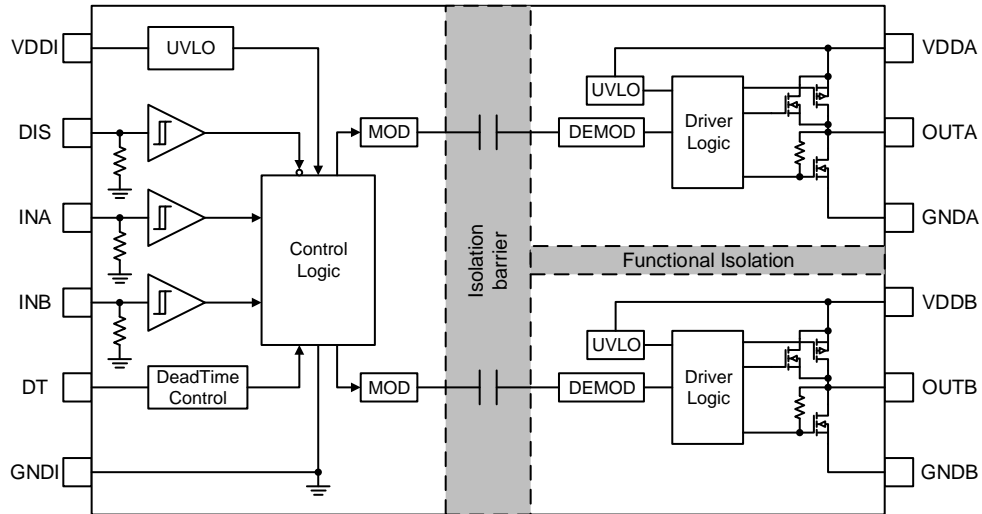 VDDI
UVLO
DIS
INA
INB
DT
DeadTime
Control
GNDI
Control
Logic
MOD
MOD
Isolation
barrier
Functional Isolation
UVLO
DEMOD
Driver
Logic
VDDA
OUTA
GNDA
UVLO
DEMOD
Driver
Logic
VDDB
OUTB
GNDB